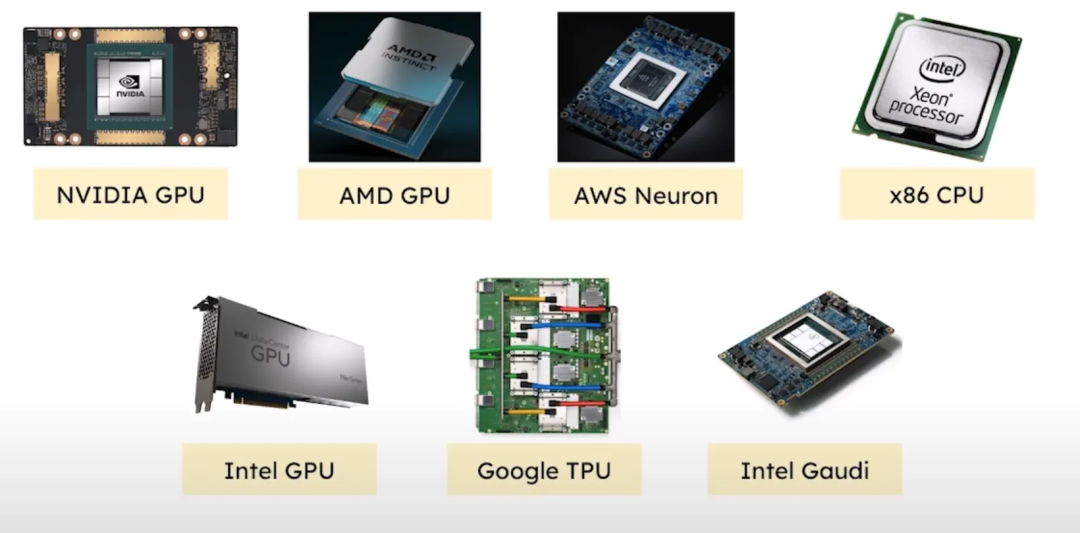 NVIDIA
AMD
INSTINCT
intel
Xeon®
processor
NVIDIA GPU
AMD GPU
AWS Neuron
x86 CPU
intel Data Center
GPU
Max Series
Intel GPU
Google TPU
Intel Gaudi